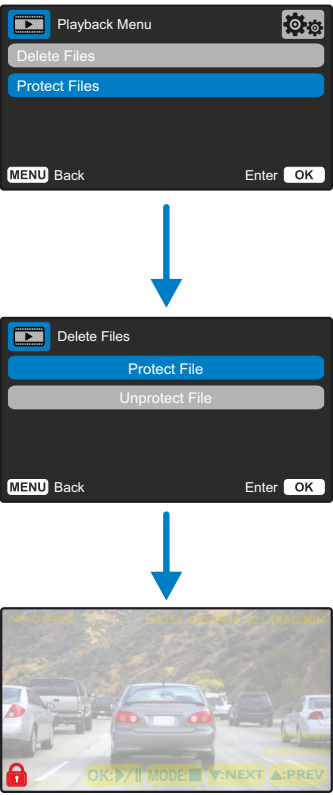 Playback Menu
Delete Files
Protect Files
MENU Back
Enter OK
Delete Files
Protect File
Unprotect File
MENU Back
Enter OK
OK:▶/II MODE:■ ▼:NEXT ▲:PREV